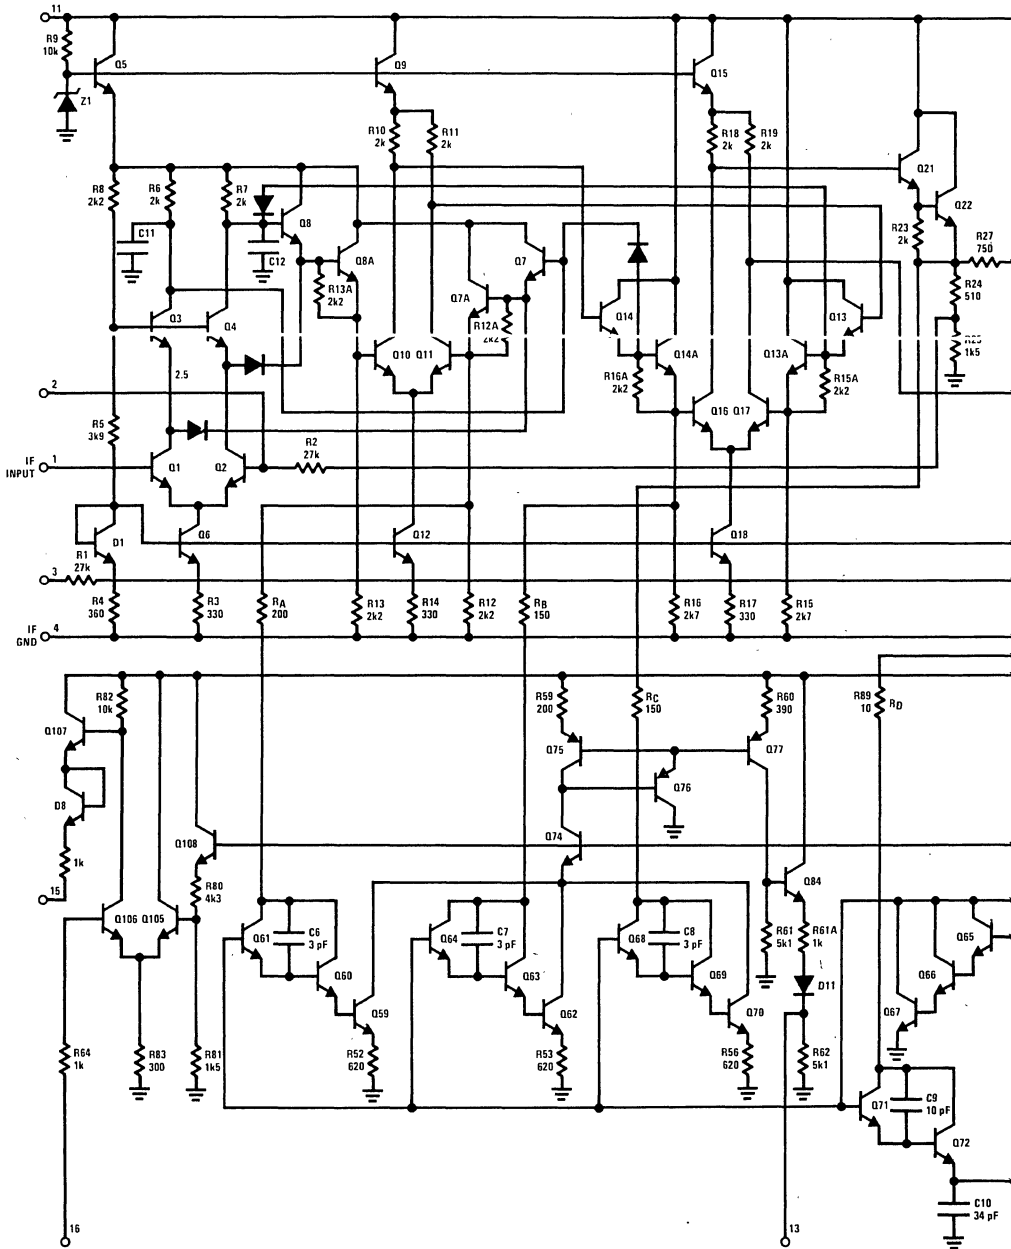 11
R9
10k
Q5
Q9
Q15
Z1
R10
2k
R11
2k
R18
2k
R19
2k
Q21
R8
2k2
R6
2k
R7
2k
Q8
Q22
C11
C12
Q8A
Q7
R23
2k
R27
750
R13A
2k2
Q7A
R24
510
Q3
Q4
R12A
2k2
Q14
Q13
1k5
Q10
Q11
Q14A
Q13A
2.5
R16A
2k2
R15A
2k2
2
Q16
Q17
R5
3k9
R2
27k
IF
INPUT
1
Q1
Q2
D1
Q6
Q12
Q18
R1
27k
3
R4
360
R3
330
RA
200
R13
2k2
R14
330
R12
2k2
RB
150
R16
2k7
R17
330
R15
2k7
IF
GND
4
R82
10k
R59
200
RC
150
R60
390
R89
10
RD
Q107
Q75
Q77
D8
Q76
Q108
Q74
1k
R80
4k3
Q84
15
Q106
Q105
Q61
C6
3 pF
Q64
C7
3 pF
Q68
C8
3 pF
R61
5k1
R61A
1k
Q65
Q60
Q63
Q69
D11
Q66
Q59
Q62
Q70
Q67
R64
1k
R83
300
R81
1k5
R52
620
R53
620
R56
620
R62
5k1
Q71
C9
10 pF
Q72
C10
34 pF
16
13